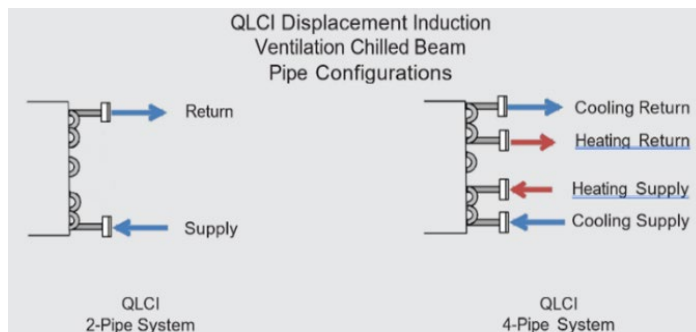 QLCI Displacement Induction
Ventilation Chilled Beam
Pipe Configurations
Return
Supply
QLCI
2-Pipe System
Cooling Return
Heating Return
Heating Supply
Cooling Supply
QLCI
4-Pipe System